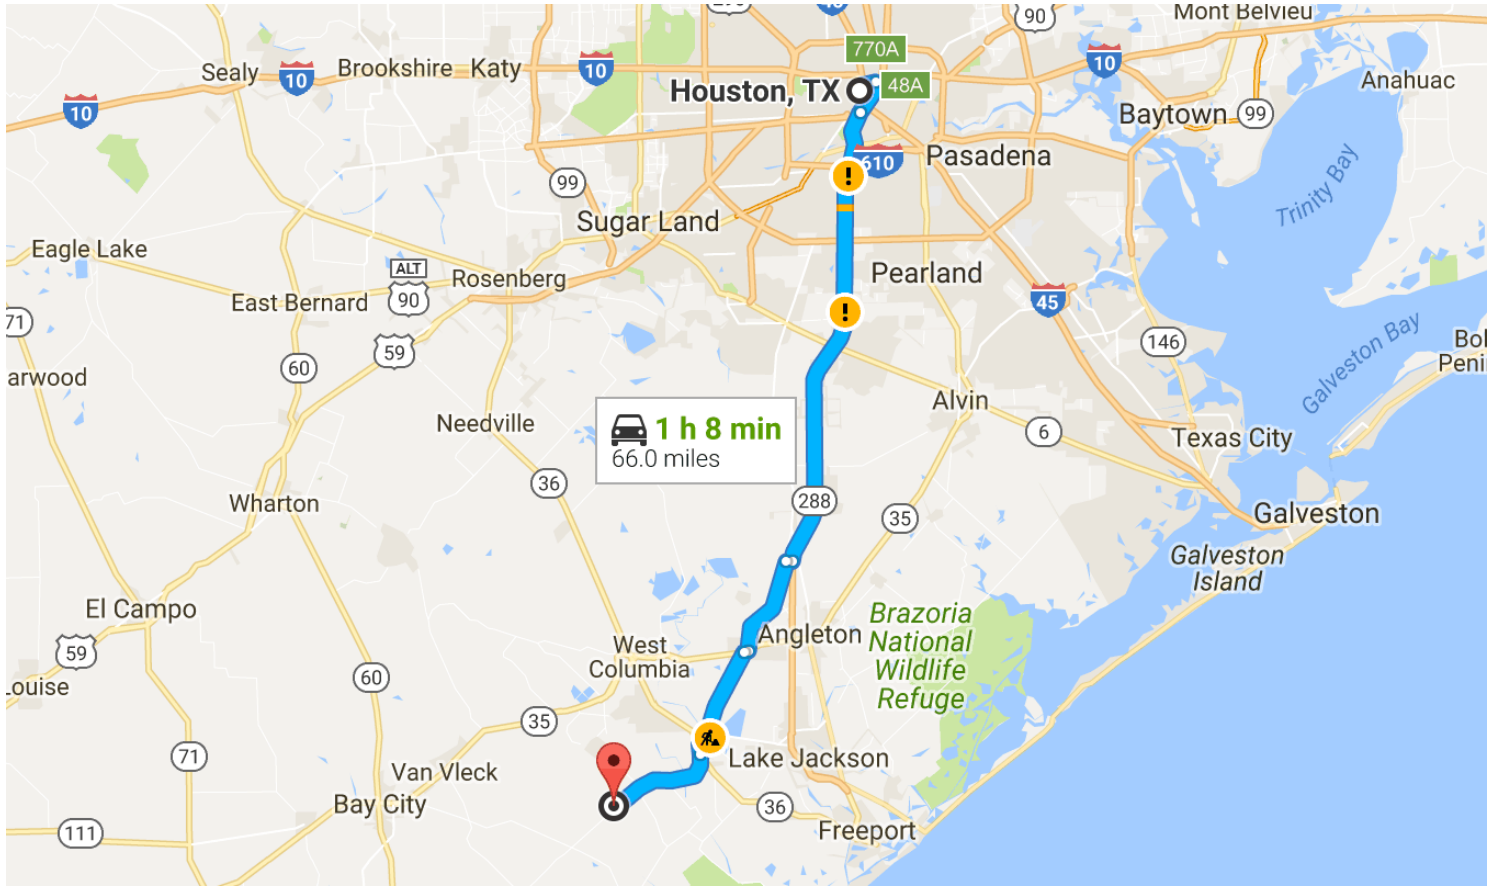 90
Mont Belvieu
770A
10
Sealy
10
Brookshire
Katy
10
10
Anahuac
Houston, TX
48A
10
Baytown
99
610
Pasadena
99
Trinity Bay
Sugar Land
Eagle Lake
ALT
90
Rosenberg
Pearland
East Bernard
45
71
59
146
Galveston Bay
60
arwood
Needville
1 h 8 min
66.0 miles
Alvin
6
Texas City
36
288
35
Wharton
Galveston
Galveston
Island
El Campo
Brazoria
National
Wildlife
Refuge
Angleton
West
Columbia
59
60
Louise
35
71
Lake Jackson
Van Vleck
Bay City
36
111
Freeport